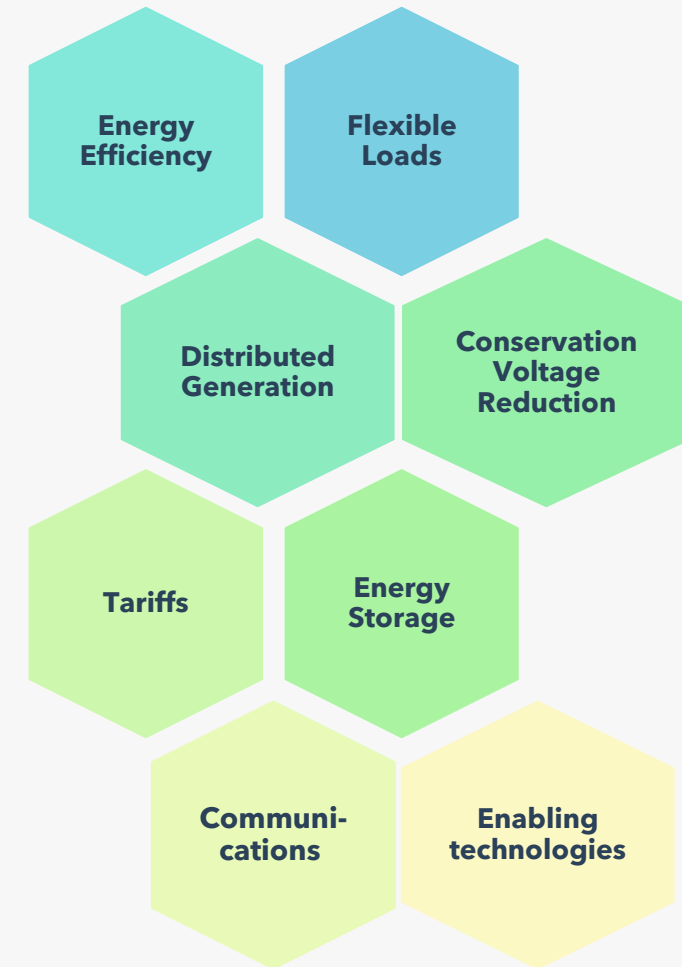 Energy
Efficiency
Flexible
Loads
Distributed
Generation
Conservation
Voltage
Reduction
Tariffs
Energy
Storage
Communi-
cations
Enabling
technologies